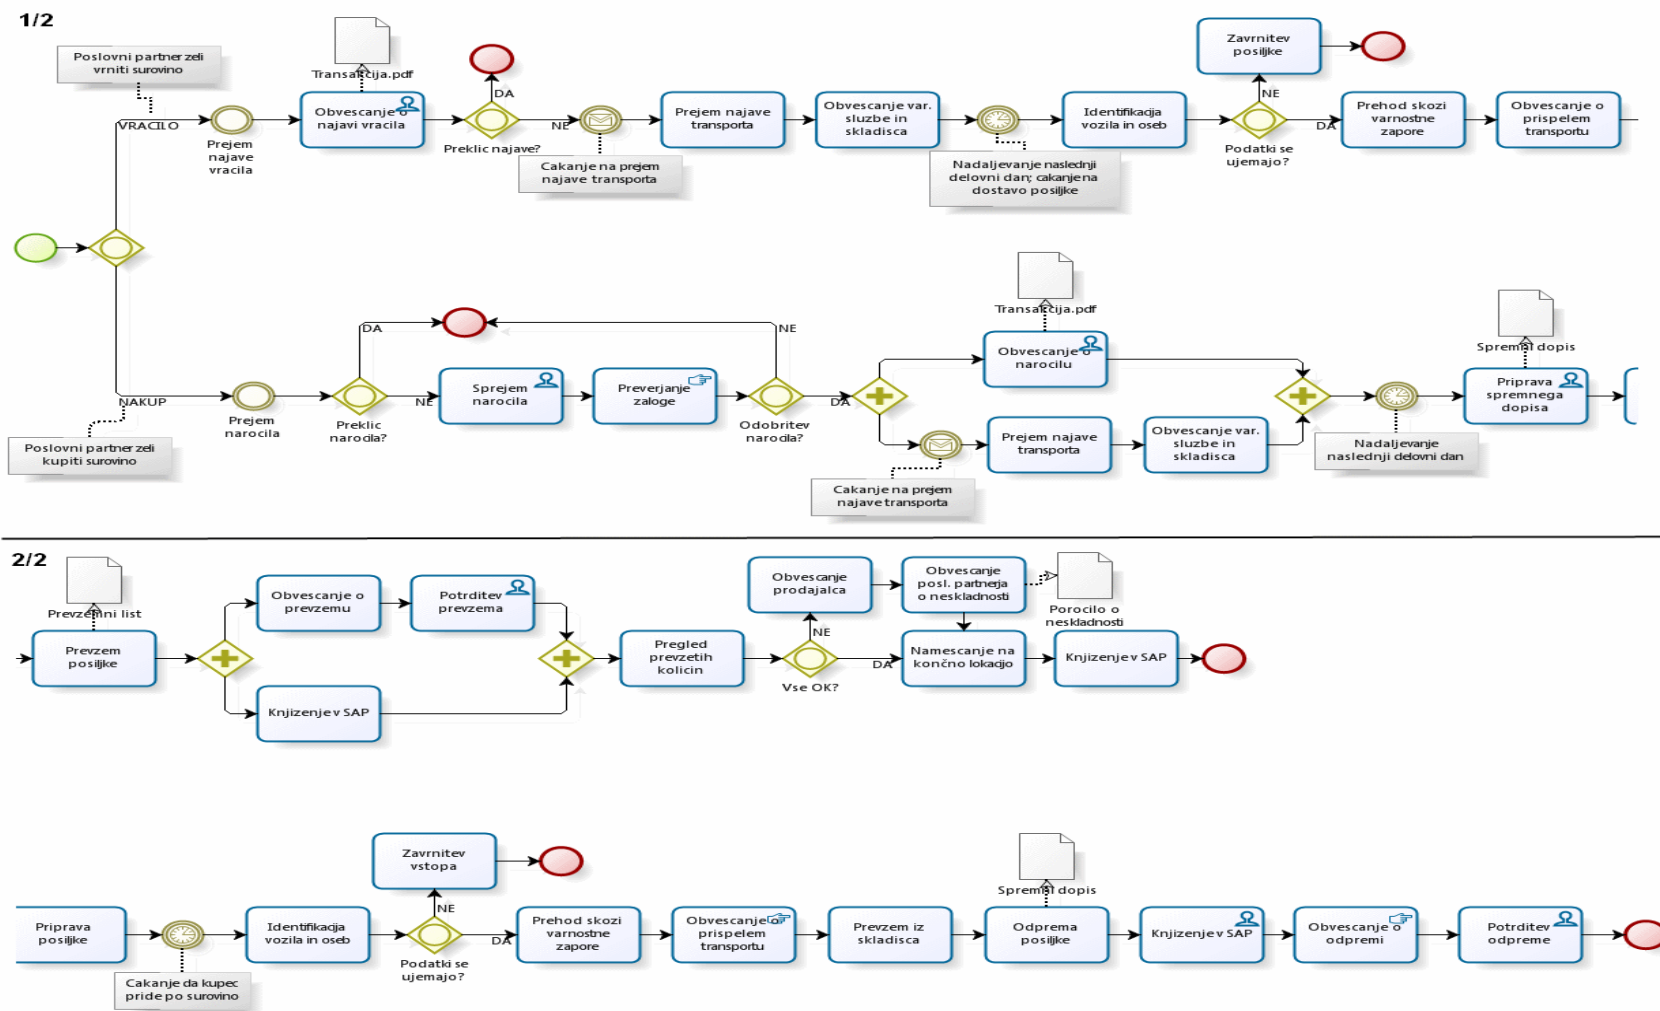 1/2
Poslovni partner zeli
vrniti surovino
VRACILO
Prejem
najave
vracila
Transakcija.pdf
Obvescanje o
najavi vracila
DA
Preklic najave?
NE
Cakanje na prejem
najave transporta
Prejem najave
transporta
Obvescanje var.
sluzbe in
skladisca
Nadaljevanje naslednji
delovni dan; cakanje na
dostavo posiljke
Identifikacija
vozila in oseb
Zavrnitev
posiljke
NE
Podatki se
ujemajo?
DA
Prehod skozi
varnostne
zapore
Obvescanje o
prispelem
transportu
NAKUP
Poslovni partner zeli
kupiti surovino
Prejem
narocila
DA
Preklic
narocila?
NE
Sprejem
narocila
Preverjanje
zaloge
NE
Odobritev
narocila?
DA
Transakcija.pdf
Obvescanje o
narocilu
Cakanje na prejem
najave transporta
Prejem najave
transporta
Obvescanje var.
sluzbe in
skladisca
Nadaljevanje
naslednji delovni dan
Spremni dopis
Priprava
spremnega
dopisa
2/2
Prevzemni list
Prevzem
posiljke
Obvescanje o
prevzemu
Potrditev
prevzema
Knjizenje v SAP
Pregled
prevzetih
kolicin
Obvescanje
prodajalca
NE
Vse OK?
DA
Obvescanje
posl. partnerja
o neskladnosti
Porocilo o
neskladnosti
Namescanje na
končno lokacijo
Knjizenje v SAP
Priprava
posiljke
Cakanje da kupec
pride po surovino
Identifikacija
vozila in oseb
Zavrnitev
vstopa
NE
Podatki se
ujemajo?
DA
Prehod skozi
varnostne
zapore
Obvescanje o
prispelem
transportu
Prevzem iz
skladisca
Spremni dopis
Odprema
posiljke
Knjizenje v SAP
Obvescanje o
odpremi
Potrditev
odpreme